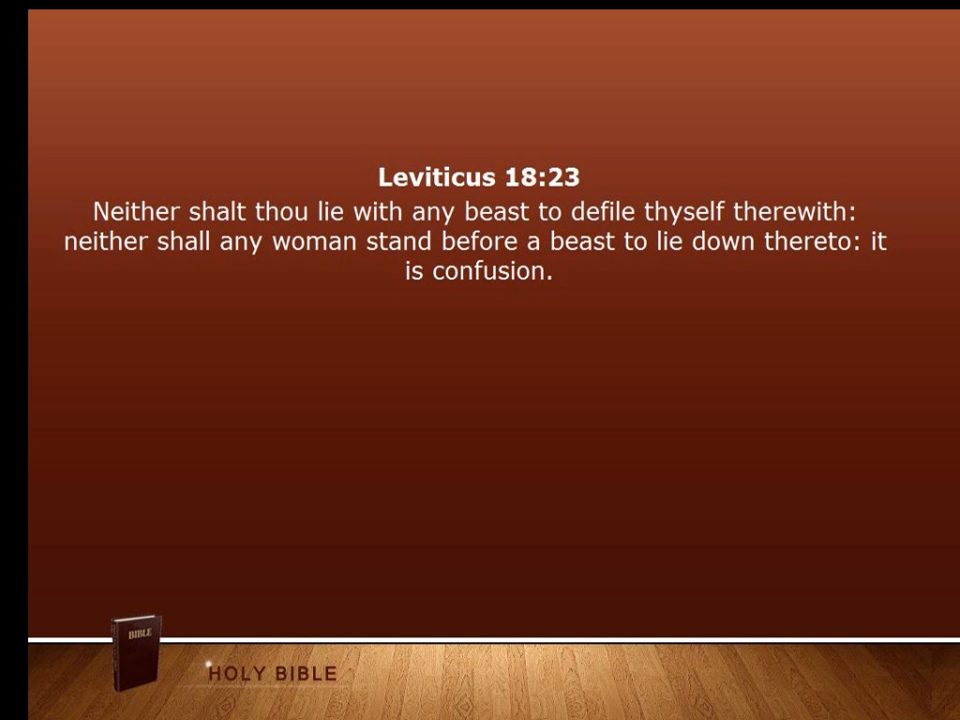 Leviticus 18:23
Neither shalt thou lie with any beast to defile thyself therewith:
neither shall any woman stand before a beast to lie down thereto: it
is confusion.
BIBLE
HOLY BIBLE